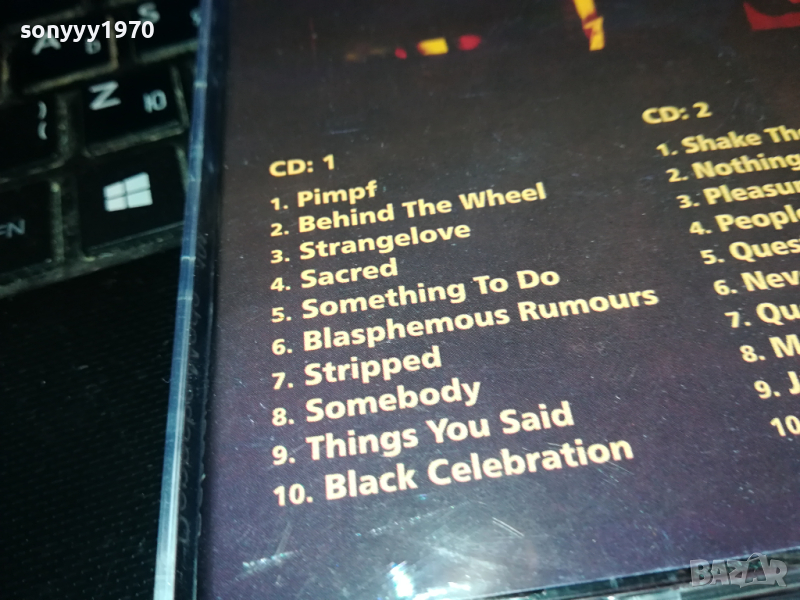 sonyyy1970
A
S
Z Ю
FN
CD: 1
1. Pimpf
2. Behind The Wheel
3. Strangelove
4. Sacred
5. Something To Do
6. Blasphemous Rumours
7. Stripped
8. Somebody
9. Things You Said
10. Black Celebration
CD: 2
1. Shake The
2. Nothing
3. Pleasur
4. People
5. Ques
6. Nev
7. Qu
8. M
9. J
10
BAZAR